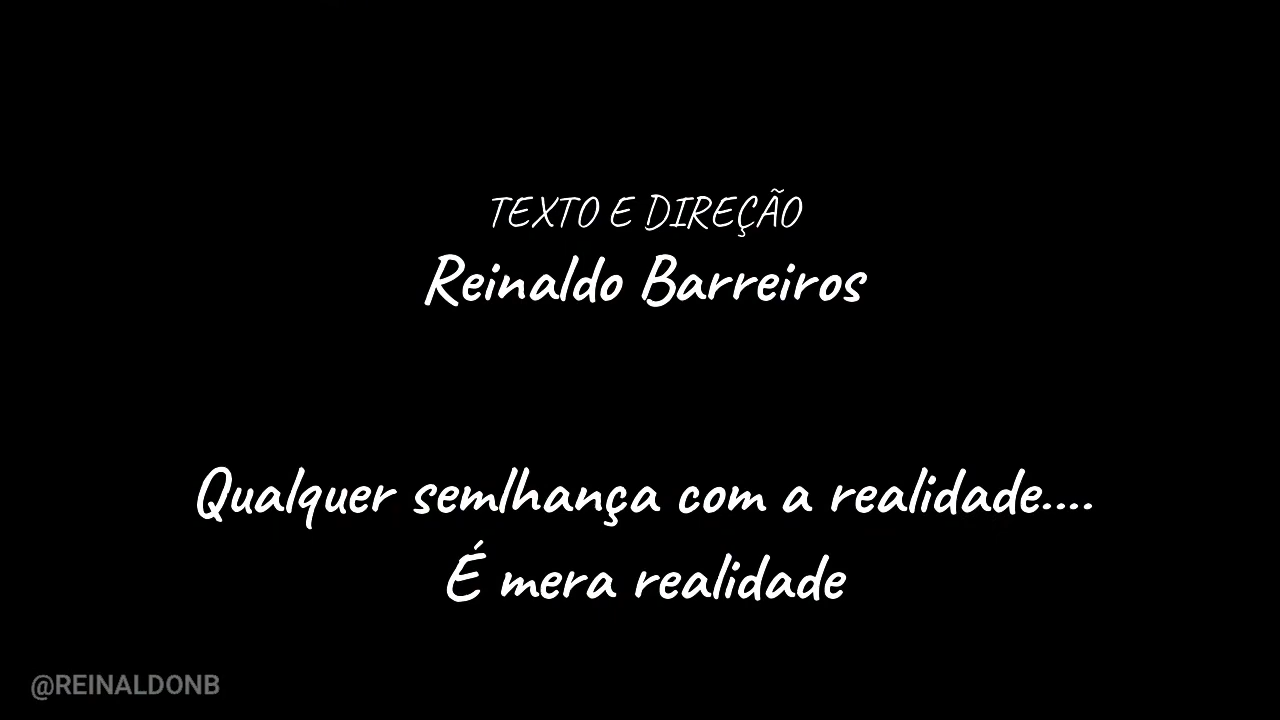 TEXTO E DIREÇÃO
Reinaldo Barreiros
Qualquer semlhança com a realidade....
É mera realidade
@REINALDONB